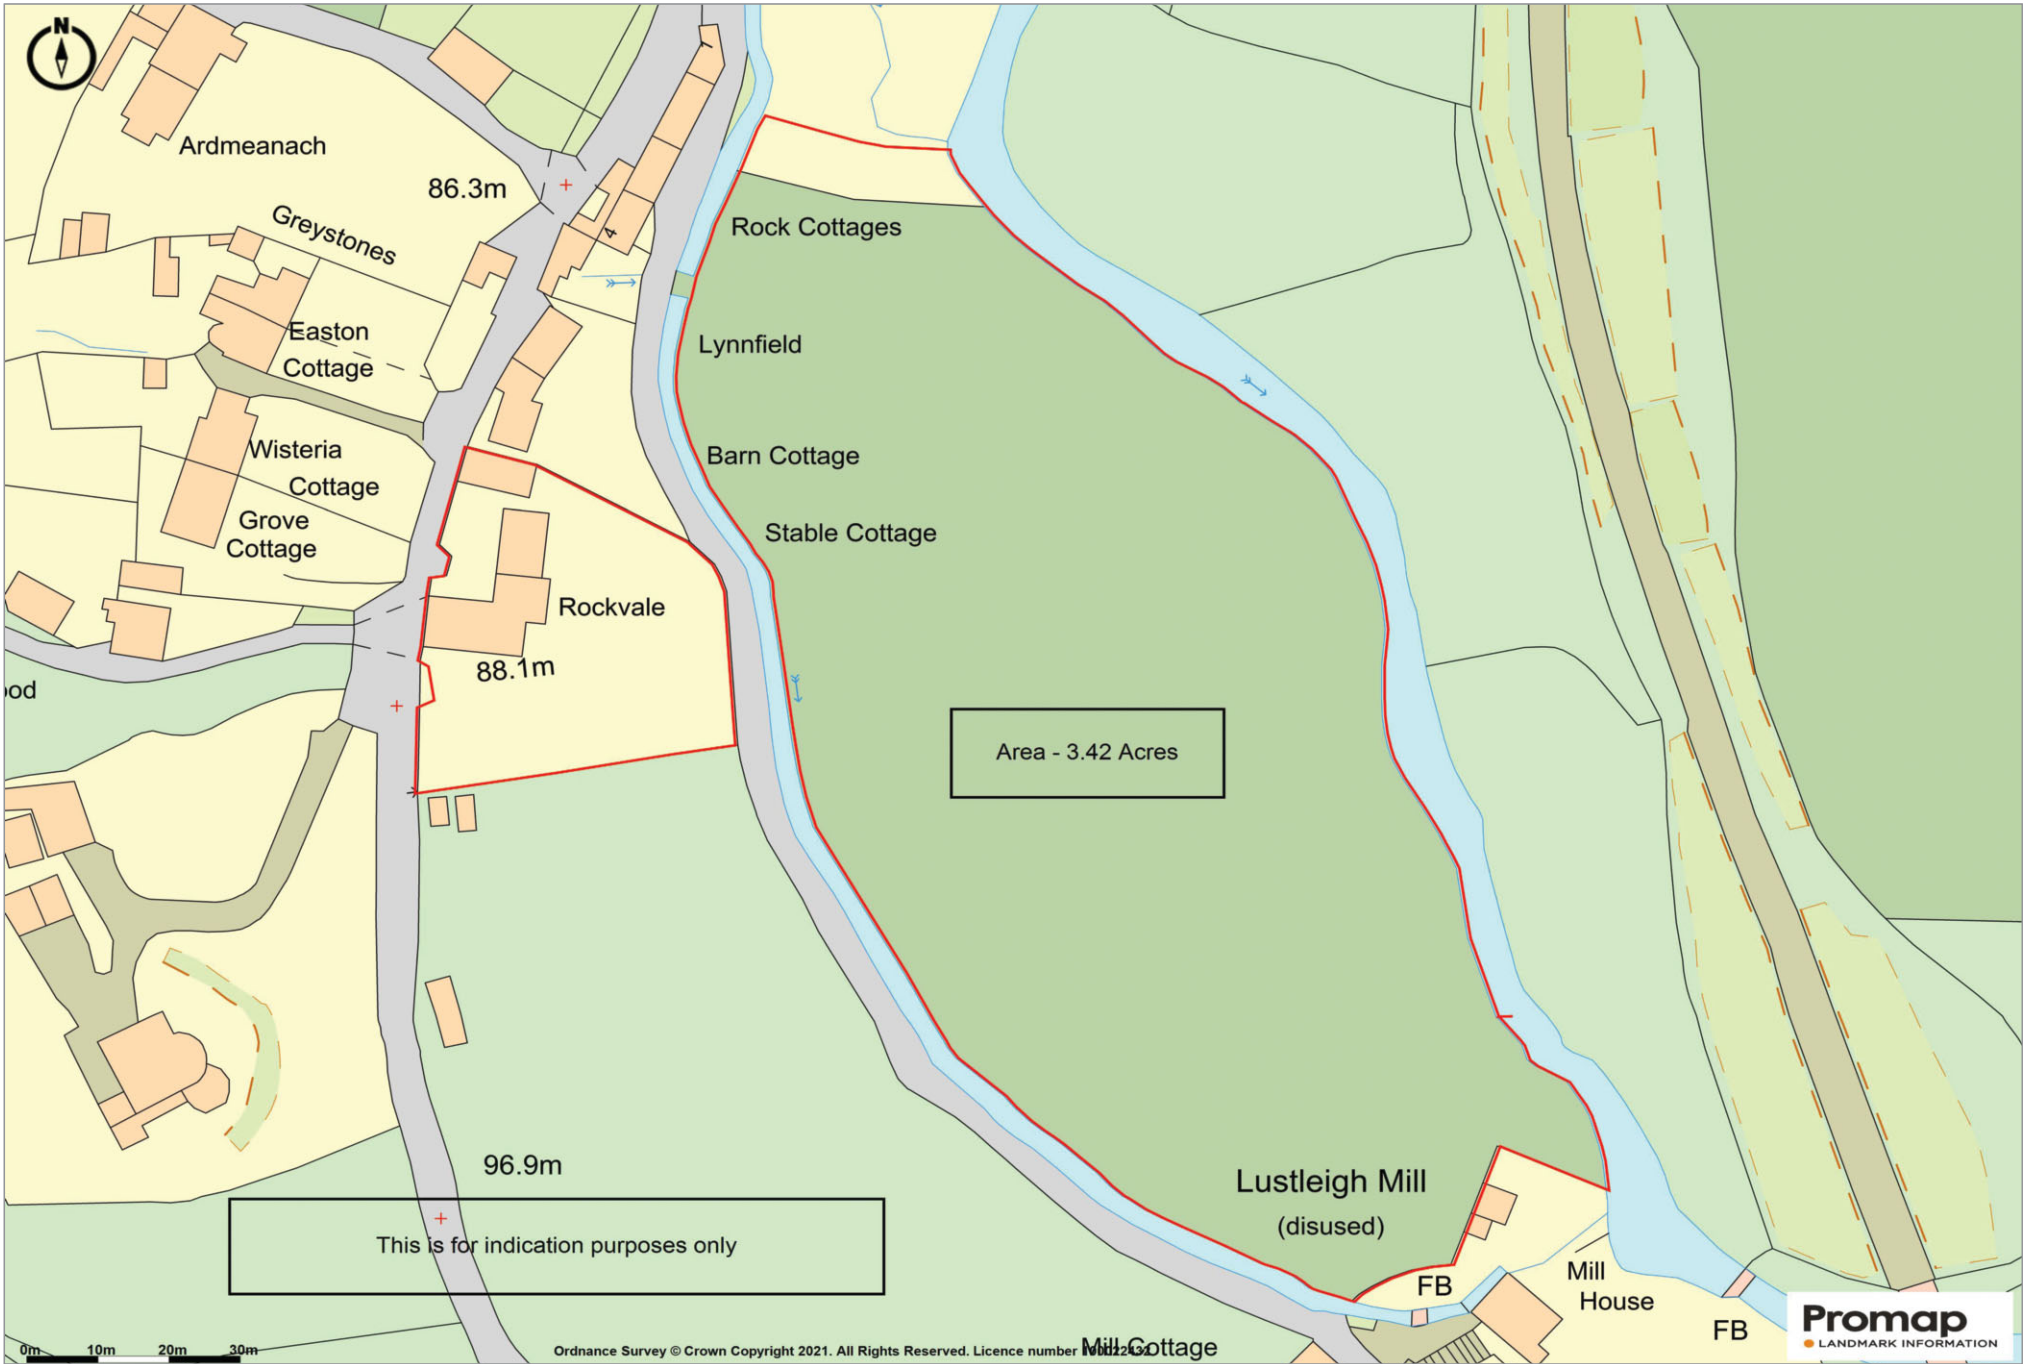 N
Ardmeanach
86.3m
Greystones
4
Rock Cottages
Easton
Cottage
Lynnfield
Wisteria
Cottage
Barn Cottage
Grove
Cottage
Stable Cottage
Rockvale
88.1m
ood
Area - 3.42 Acres
96.9m
Lustleigh Mill
(disused)
This is for indication purposes only
FB
Mill
House
FB
Promap
LANDMARK INFORMATION
0m 10m 20m 30m
Ordnance Survey © Crown Copyright 2021. All Rights Reserved. Licence number
Mill Cottage